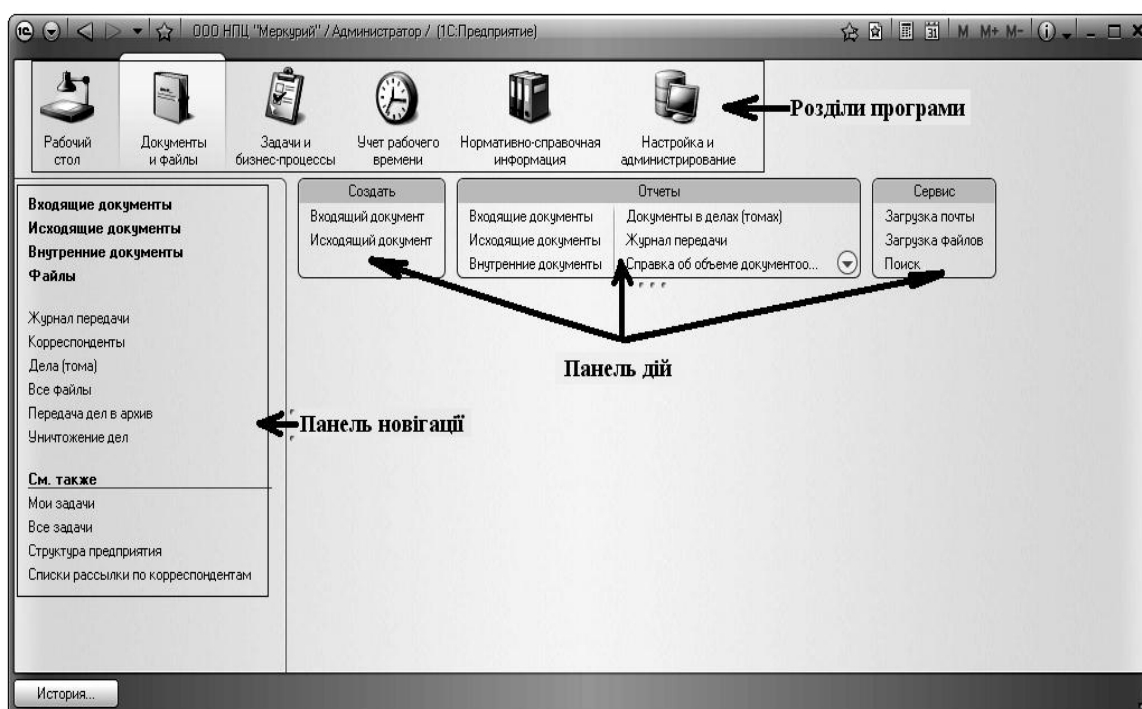 1С ООО НПЦ "Меркурий" / Администратор / (1С:Предприятие) 31 M M+ M- i
Рабочий
стол
Документы
и файлы
Задачи и
бизнес-процессы
Учет рабочего
времени
Нормативно-справочная
информация
Настройка и
администрирование
Розділи програми
Входящие документы
Исходящие документы
Внутренние документы
Файлы
Журнал передачи
Корреспонденты
Дела (тома)
Все файлы
Передача дел в архив
Уничтожение дел
См. также
Мои задачи
Все задачи
Структура предприятия
Списки рассылки по корреспондентам
Создать
Входящий документ
Исходящий документ
Отчеты
Входящие документы
Исходящие документы
Внутренние документы
Документы в делах (томах)
Журнал передачи
Справка об объеме документоо...
Сервис
Загрузка почты
Загрузка файлов
Поиск
Панель дій
Панель новігації
История...